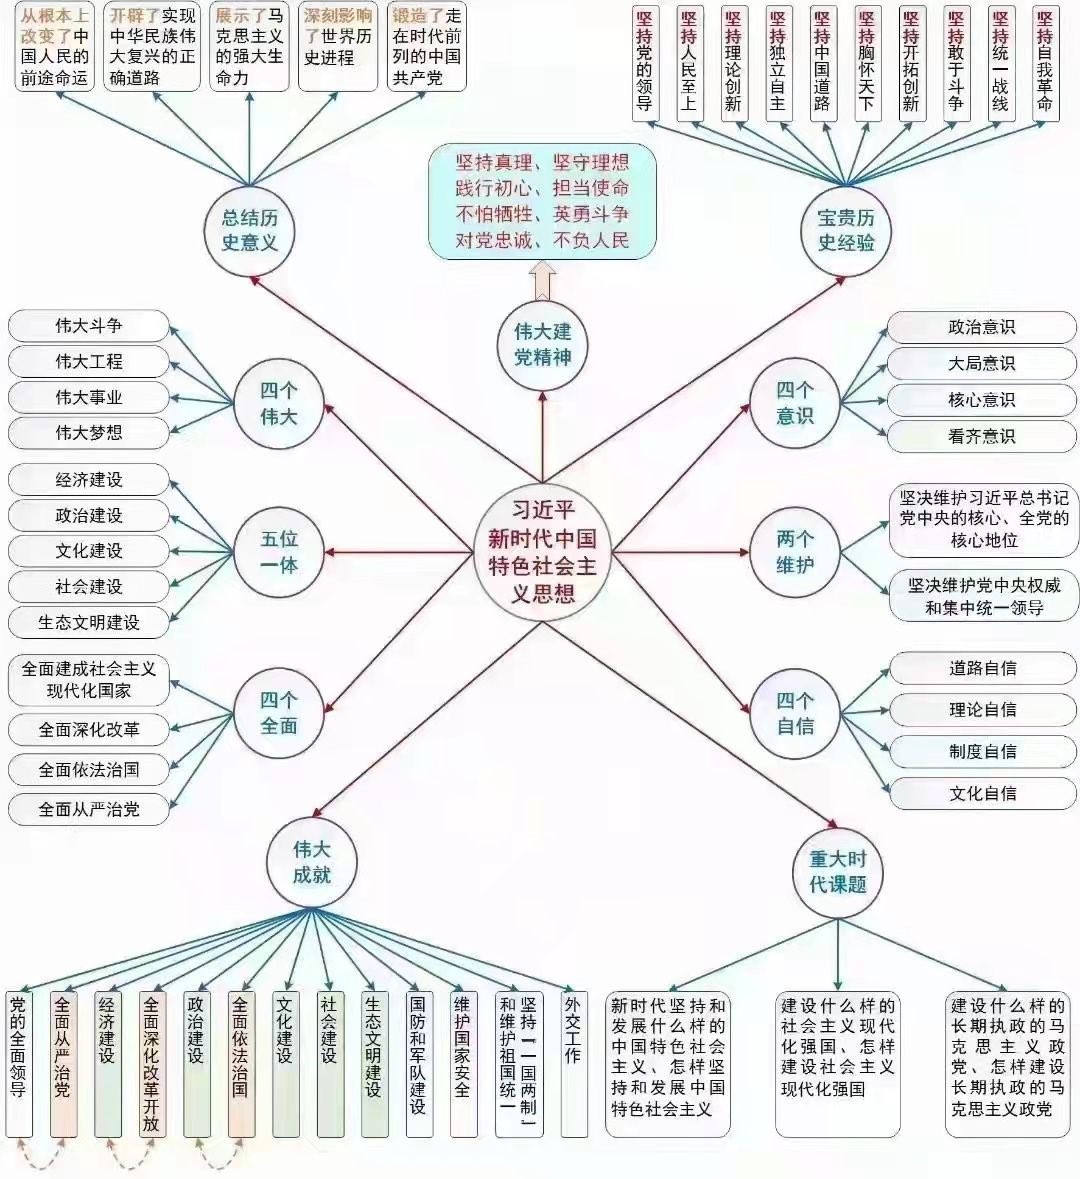 从根本上
改变了中
国人民的
前途命运
开辟了实现
中华民族伟
大复兴的正
确道路
展示了马
克思主义
的强大生
命力
深刻影响
了世界历
史进程
锻造了走
在时代前
列的中国
共产党
坚持党的领导
坚持人民至上
坚持理论创新
坚持独立自主
坚持中国道路
坚持胸怀天下
坚持开拓创新
坚持敢于斗争
坚持统一战线
坚持自我革命
坚持真理、坚守理想
践行初心、担当使命
不怕牺牲、英勇斗争
对党忠诚、不负人民
总结历
史意义
宝贵历
史经验
伟大建
党精神
伟大斗争
伟大工程
伟大事业
伟大梦想
四个
伟大
四个
意识
政治意识
大局意识
核心意识
看齐意识
经济建设
政治建设
文化建设
社会建设
生态文明建设
五位
一体
习近平
新时代中国
特色社会主
义思想
两个
维护
坚决维护习近平总书记
党中央的核心、全党的
核心地位
坚决维护党中央权威
和集中统一领导
全面建成社会主义
现代化国家
全面深化改革
全面依法治国
全面从严治党
四个
全面
四个
自信
道路自信
理论自信
制度自信
文化自信
伟大
成就
重大时
代课题
党的全面领导
全面从严治党
经济建设
全面深化改革开放
政治建设
全面依法治国
文化建设
社会建设
生态文明建设
国防和军队建设
维护国家安全
坚持“一国两制”
和维护祖国统一
外交工作
新时代坚持和
发展什么样的
中国特色社会
主义、怎样坚
持和发展中国
特色社会主义
建设什么样的
社会主义现代
化强国、怎样
建设社会主义
现代化强国
建设什么样的
长期执政的马
克思主义政
党、怎样建设
长期执政的马
克思主义政党